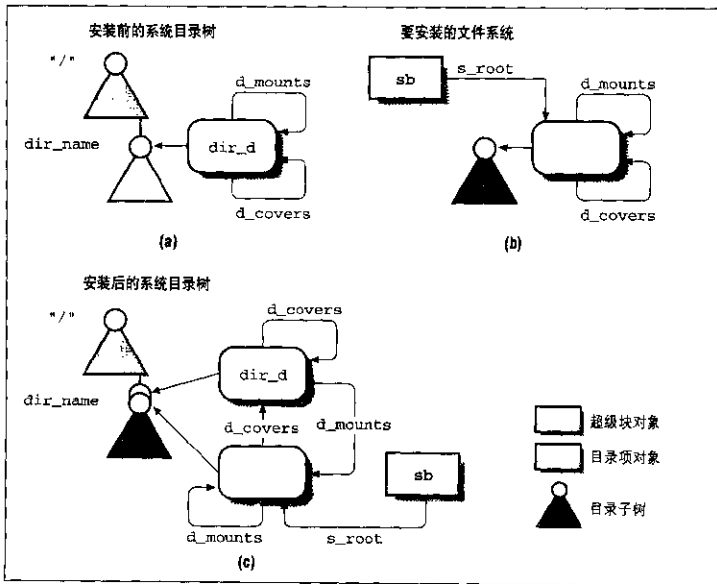 安装前的系统目录树
"/"
dir_name
d_mounts
dir_d
d_covers
(a)
要安装的文件系统
sb
s_root
d_mounts
d_covers
(b)
安装后的系统目录树
"/"
dir_name
d_covers
dir_d
d_covers
d_mounts
sb
d_mounts
s_root
(c)
超级块对象
目录项对象
目录子树